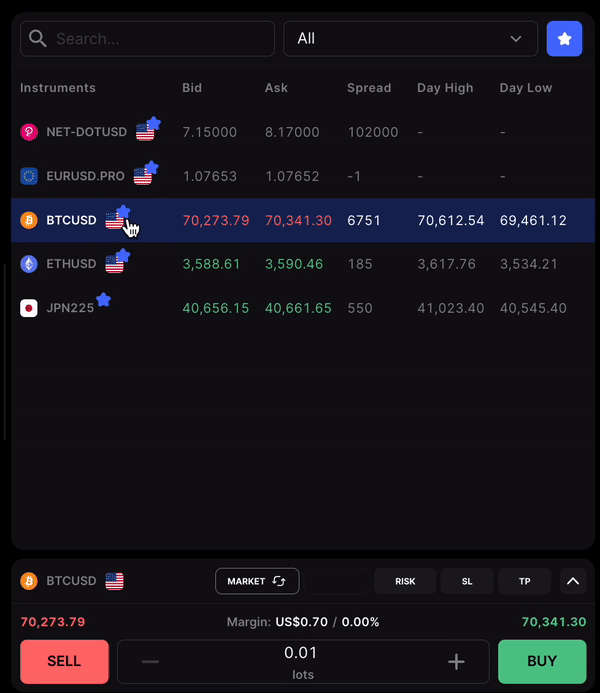 Search... All
Instruments Bid Ask Spread Day High Day Low
NET-DOTUSD 7.15000 8.17000 102000 - -
EURUSD.PRO 1.07653 1.07652 -1 - -
BTCUSD 70,273.79 70,341.30 6751 70,612.54 69,461.12
ETHUSD 3,588.61 3,590.46 185 3,617.76 3,534.21
JPN225 40,656.15 40,661.65 550 41,023.40 40,545.40
BTCUSD MARKET RISK SL TP
70,273.79 Margin: US$0.70 / 0.00% 70,341.30
SELL — 0.01 + BUY
lots